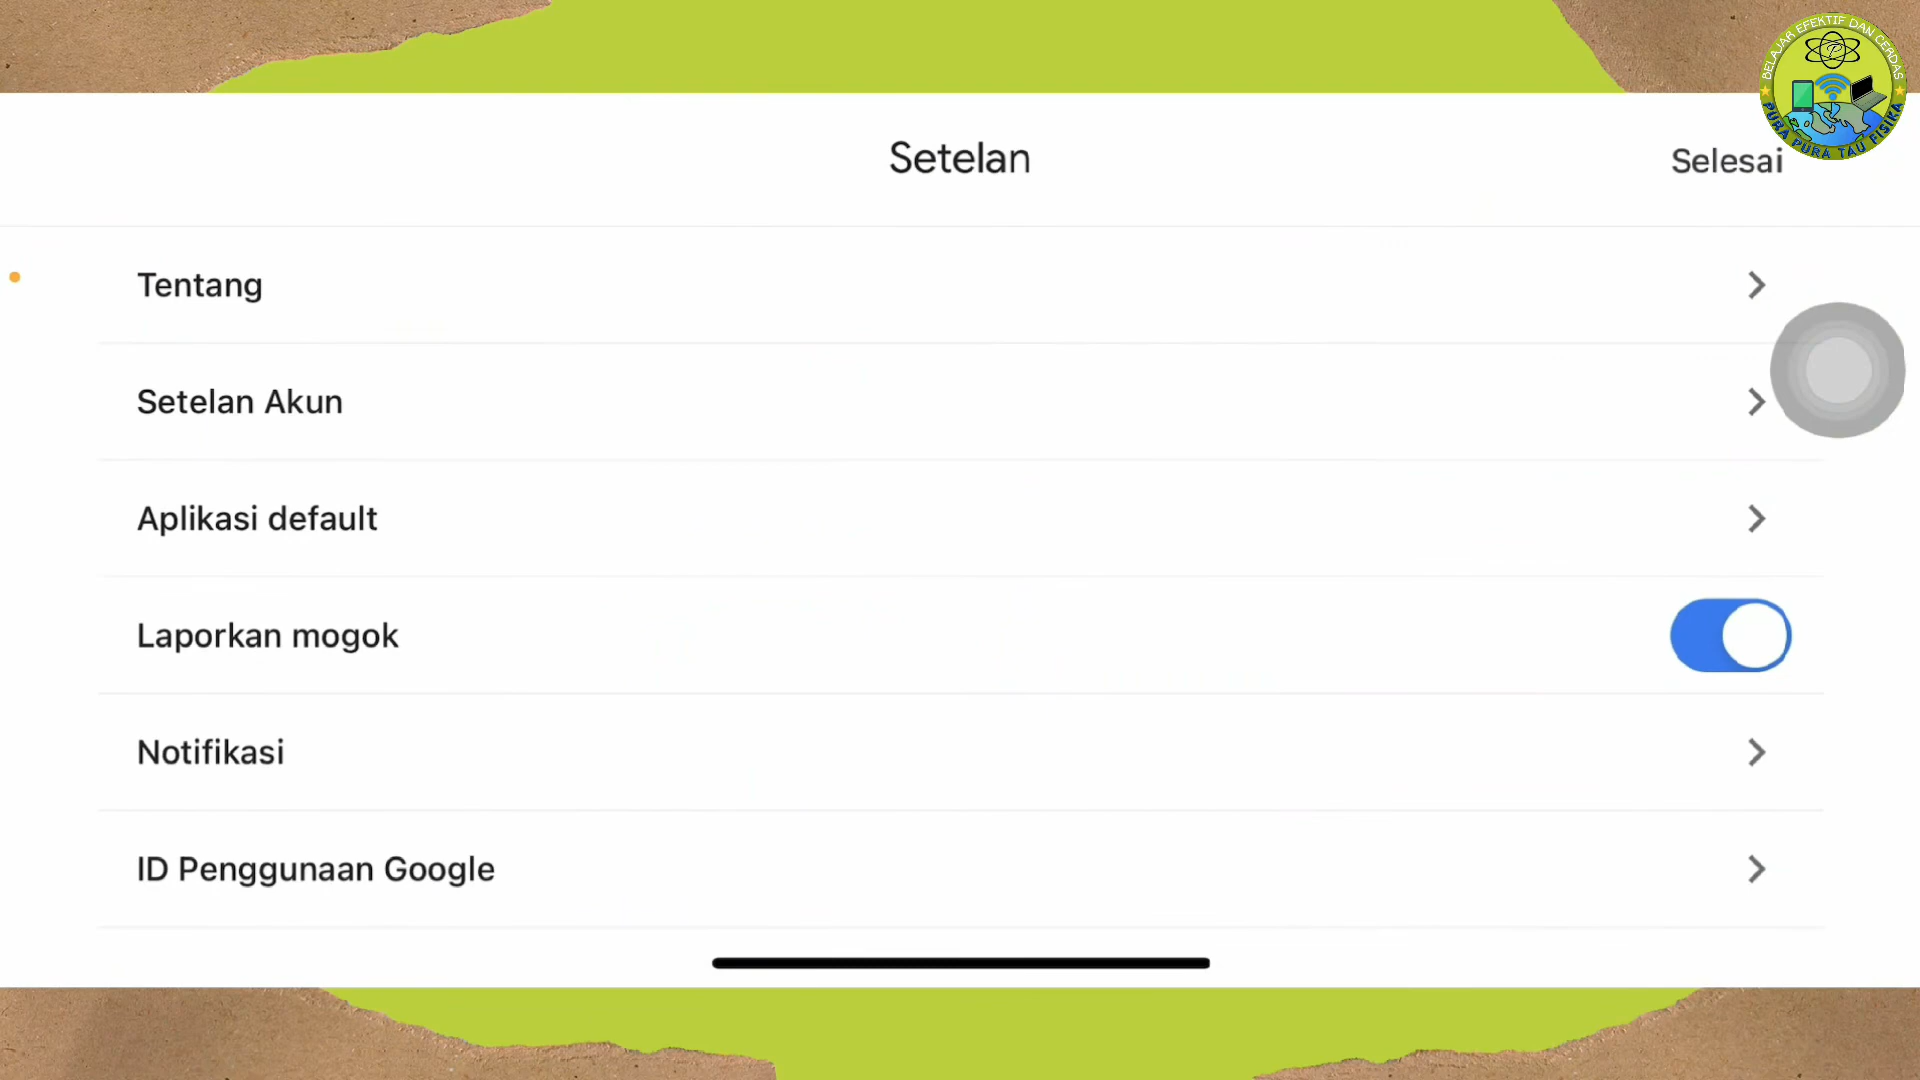 BELAJAR EFEKTIF DAN CERDAS
PURA PURA TAU FISIKA
Setelan
Selesai
Tentang
Setelan Akun
Aplikasi default
Laporkan mogok
Notifikasi
ID Penggunaan Google